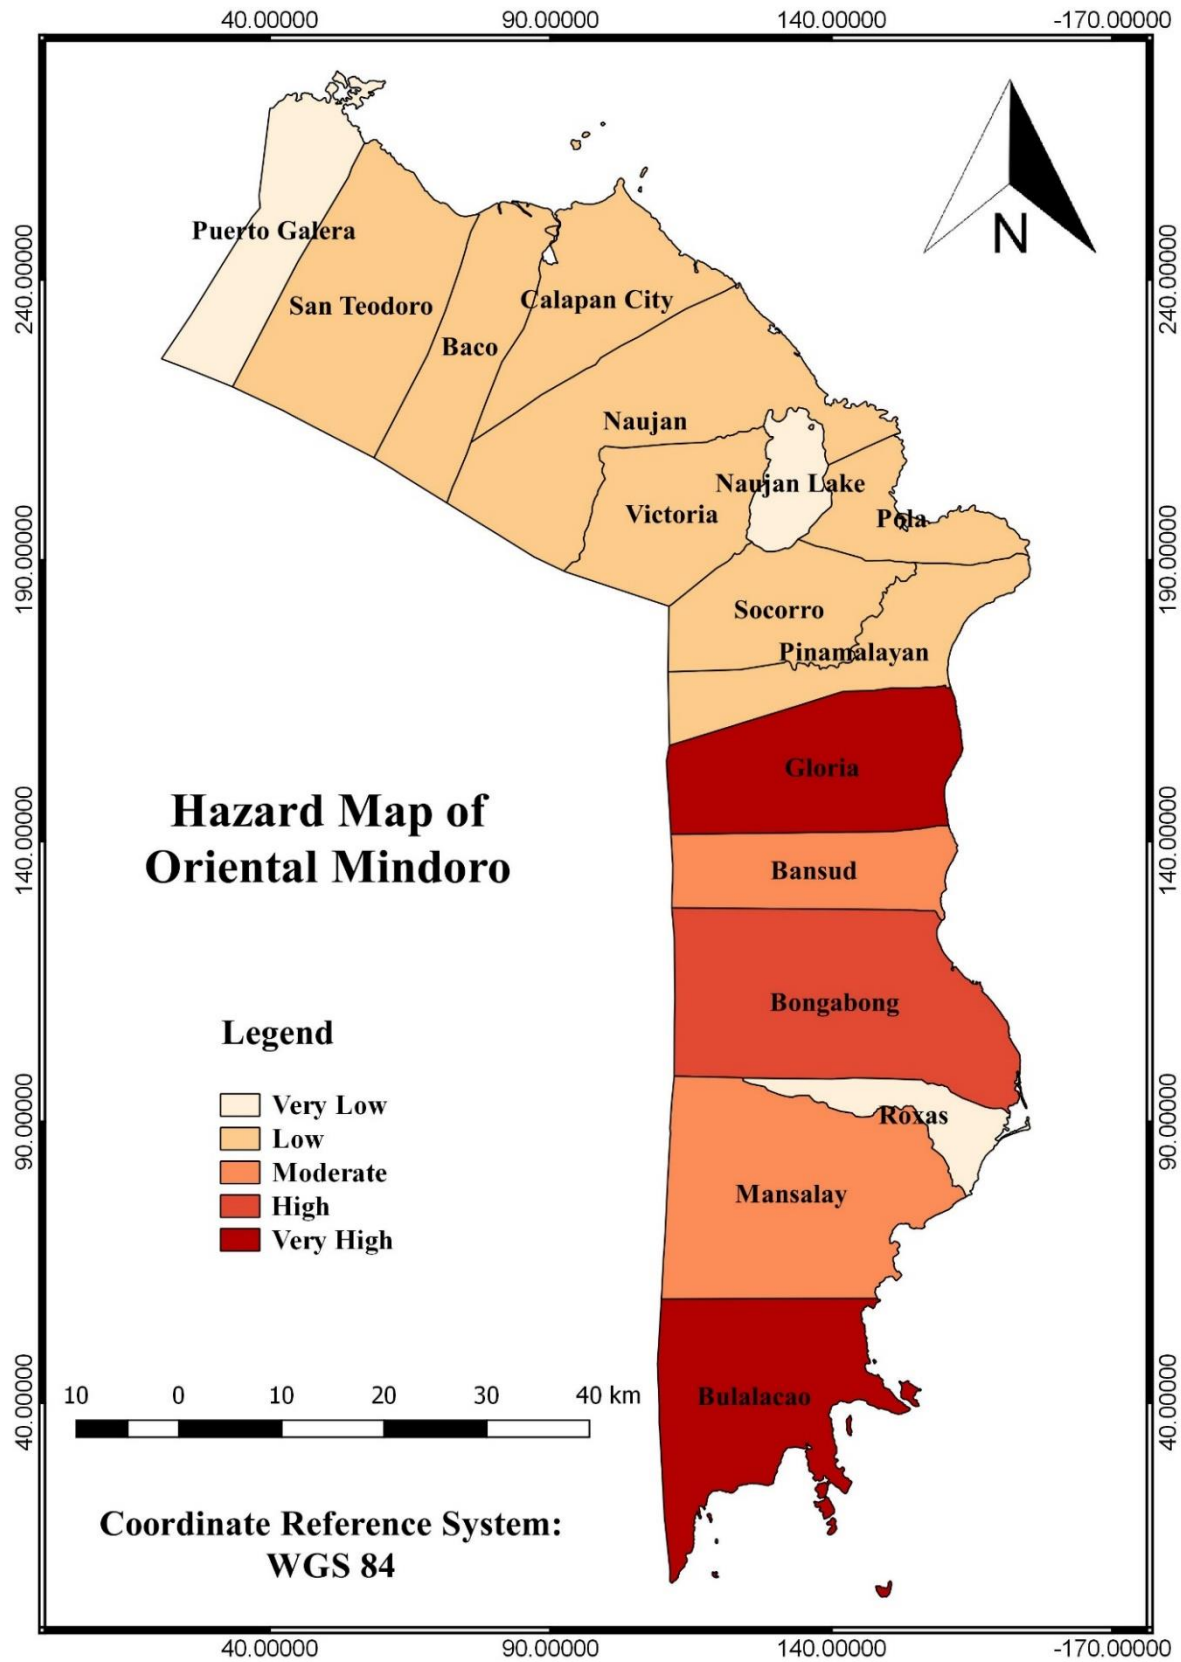 40.00000 90.00000 140.00000 -170.00000
N
240.00000
240.00000
Puerto Galera
San Teodoro
Calapan City
Baco
Naujan
Naujan Lake
Victoria
Pola
190.00000
190.00000
Socorro
Pinamalayan
Gloria
Hazard Map of
Oriental Mindoro
140.00000
140.00000
Bansud
Bongabong
Legend
Very Low
Low
Moderate
High
Very High
90.00000
90.00000
Roxas
Mansalay
Bulalacao
10 0 10 20 30 40 km
40.00000
40.00000
Coordinate Reference System:
WGS 84
40.00000 90.00000 140.00000 -170.00000